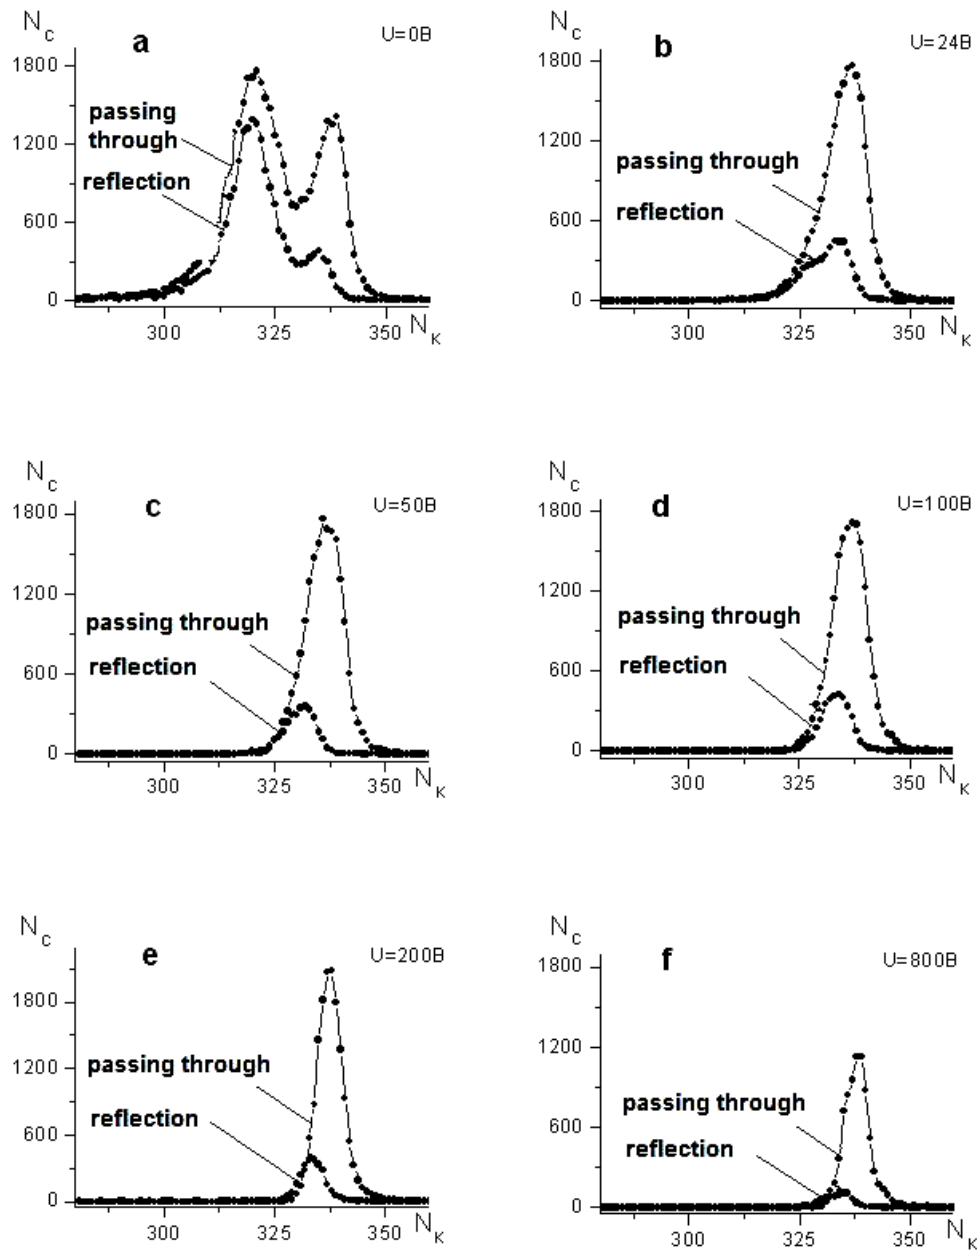 N_c
a
U=0B
1800
passing
through
1200
reflection
600
0
300
325
350
N_K
N_c
b
U=24B
1800
1200
passing through
reflection
600
0
300
325
350
N_K
N_c
c
U=50B
1800
1200
passing through
reflection
600
0
300
325
350
N_K
N_c
d
U=100B
1800
1200
passing through
reflection
600
0
300
325
350
N_K
N_c
e
U=200B
1800
1200
passing through
reflection
600
0
300
325
350
N_K
N_c
f
U=800B
1800
1200
passing through
reflection
600
0
300
325
350
N_K